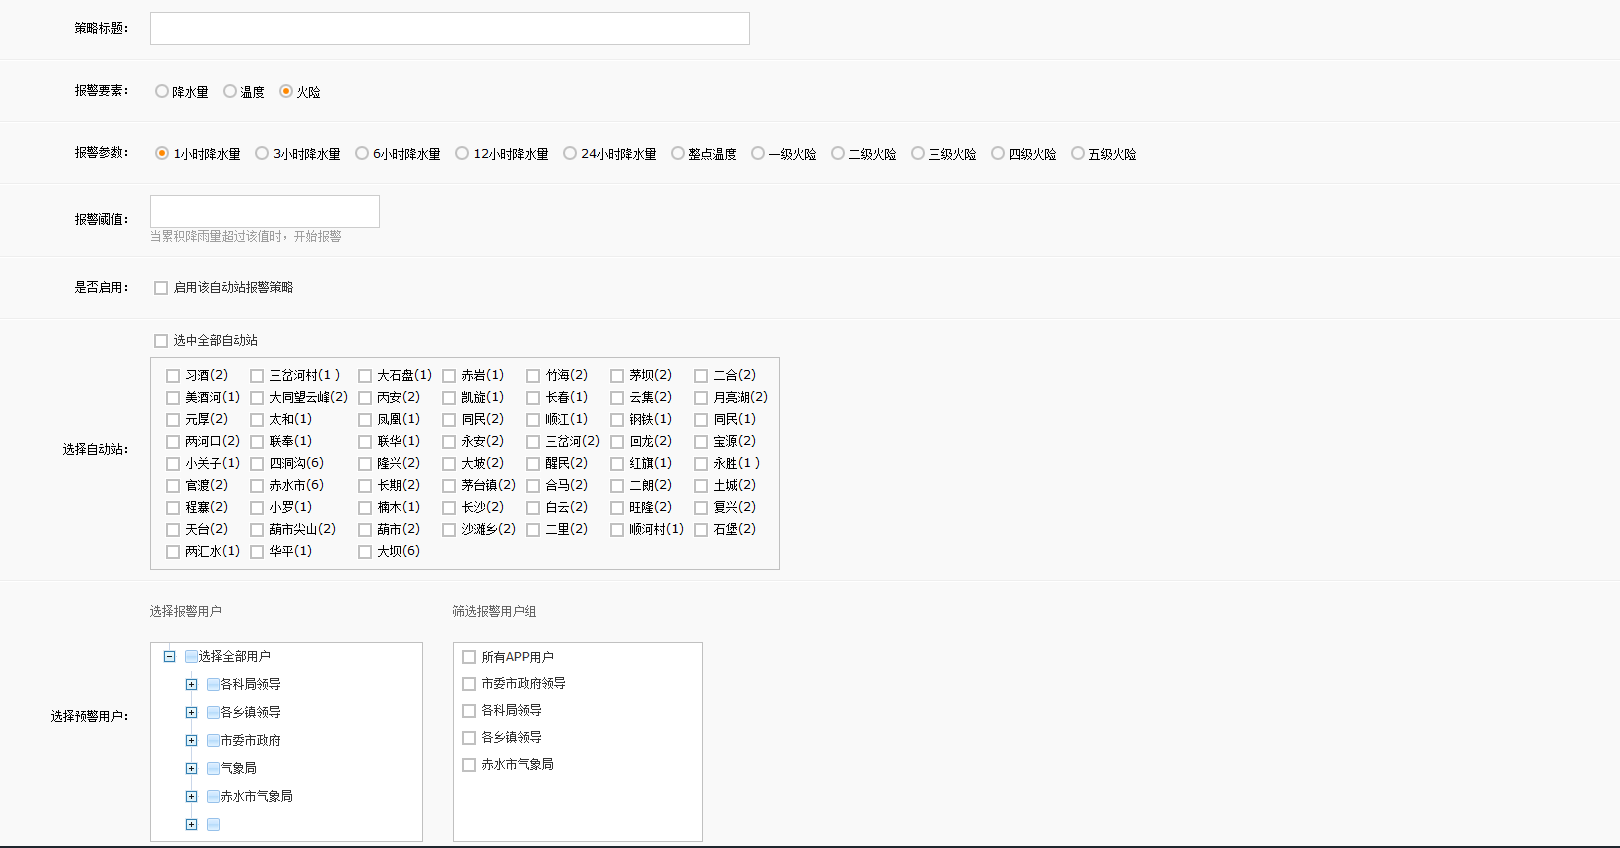 策略标题：
报警要素： 降水量 温度 火险
报警参数： 1小时降水量 3小时降水量 6小时降水量 12小时降水量 24小时降水量 整点温度 一级火险 二级火险 三级火险 四级火险 五级火险
报警阈值：
当累积降雨量超过该值时，开始报警
是否启用： 启用该自动站报警策略
选中全部自动站
选择自动站：
习酒(2) 三岔河村(1 ) 大石盘(1) 赤岩(1) 竹海(2) 茅坝(2) 二合(2)
美酒河(1) 大同望云峰(2) 丙安(2) 凯旋(1) 长春(1) 云集(2) 月亮湖(2)
元厚(2) 太和(1) 凤凰(1) 同民(2) 顺江(1) 钢铁(1) 同民(1)
两河口(2) 联奉(1) 联华(1) 永安(2) 三岔河(2) 回龙(2) 宝源(2)
小关子(1) 四洞沟(6) 隆兴(2) 大坡(2) 醒民(2) 红旗(1) 永胜(1 )
官渡(2) 赤水市(6) 长期(2) 茅台镇(2) 合马(2) 二朗(2) 土城(2)
程寨(2) 小罗(1) 楠木(1) 长沙(2) 白云(2) 旺隆(2) 复兴(2)
天台(2) 葫市尖山(2) 葫市(2) 沙滩乡(2) 二里(2) 顺河村(1) 石堡(2)
两汇水(1) 华平(1) 大坝(6)
选择预警用户：
选择报警用户
选择全部用户
各科局领导
各乡镇领导
市委市政府
气象局
赤水市气象局
筛选报警用户组
所有APP用户
市委市政府领导
各科局领导
各乡镇领导
赤水市气象局